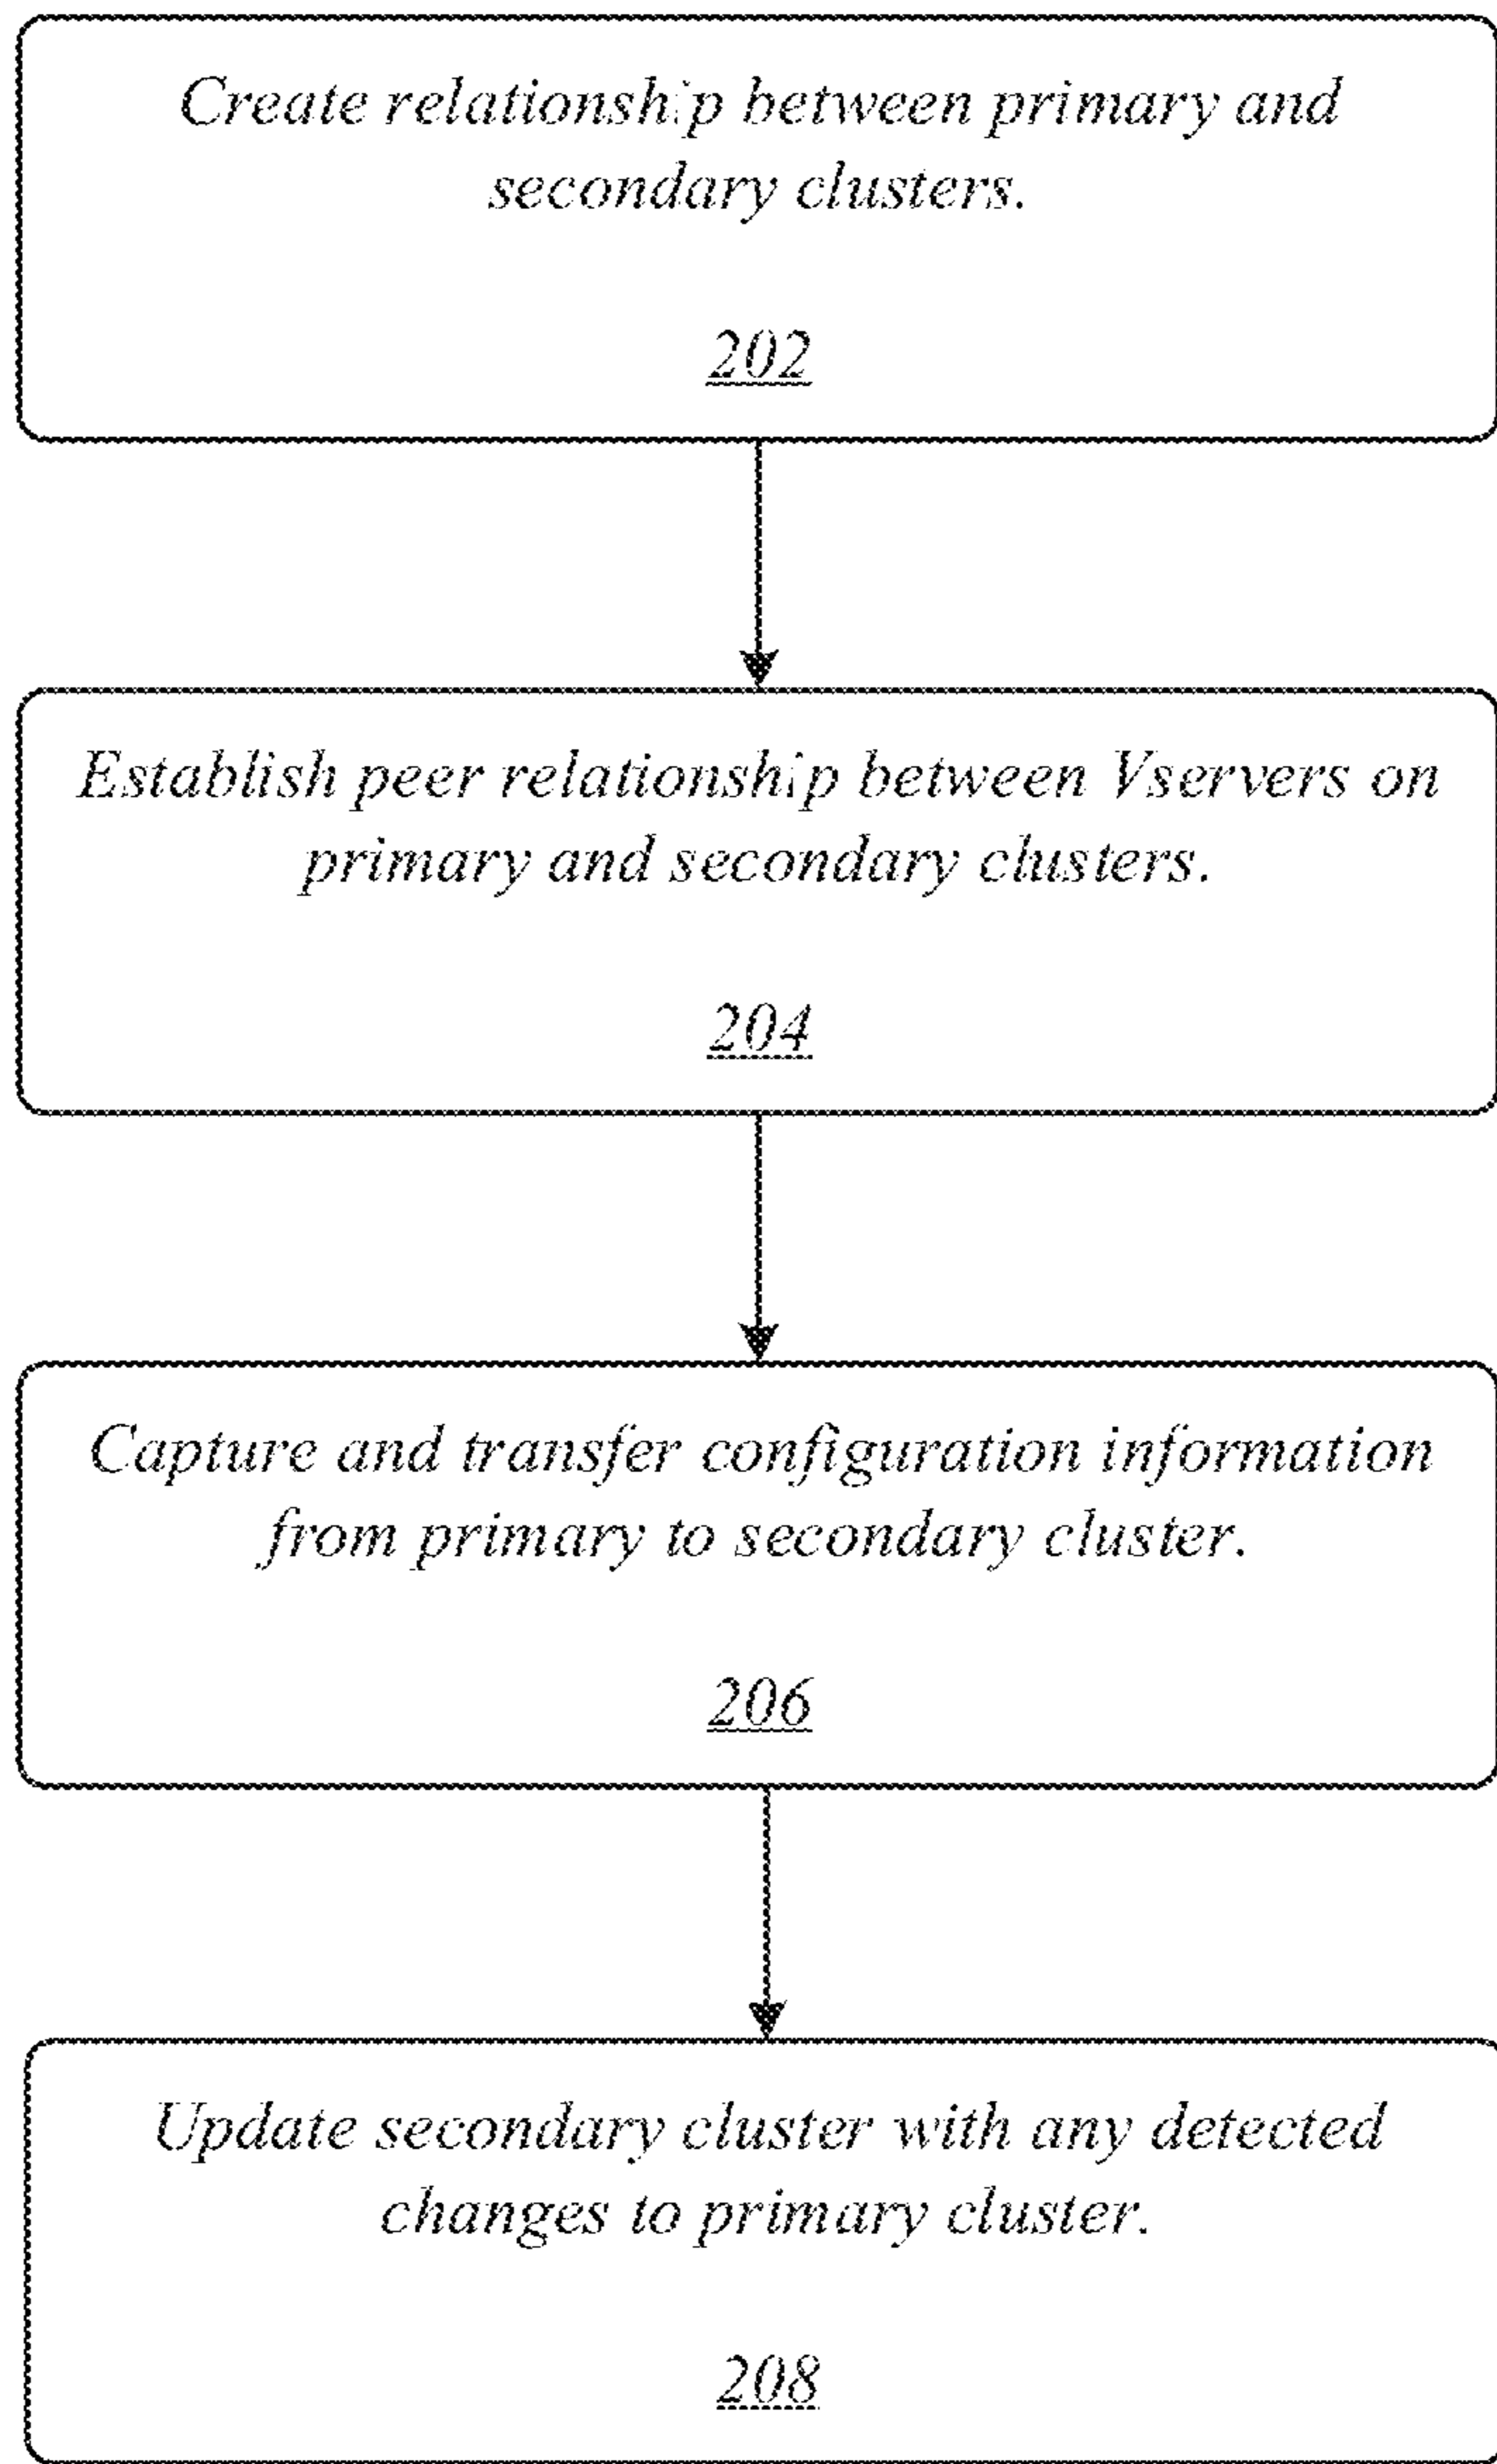 Create relationship between primary and
secondary clusters.
202
Establish peer relationship between Vservers on
primary and secondary clusters.
204
Capture and transfer configuration information
from primary to secondary cluster.
206
Update secondary cluster with any detected
changes to primary cluster.
208